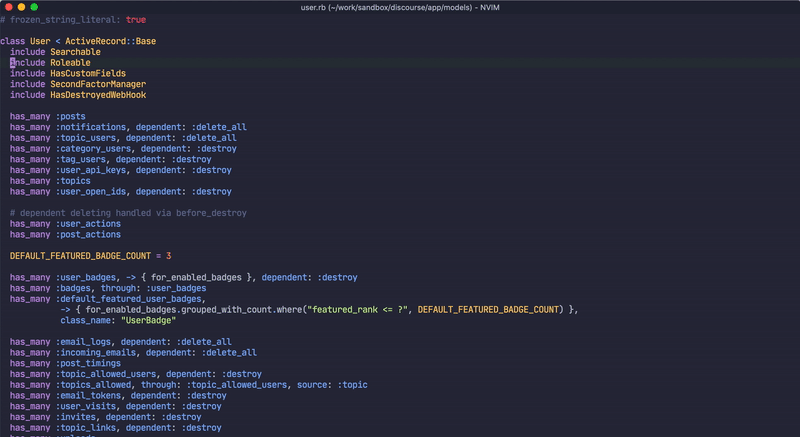 user.rb (~/work/sandbox/discourse/app/models) - NVIM
# frozen_string_literal: true
class User < ActiveRecord::Base
include Searchable
include Roleable
include HasCustomFields
include SecondFactorManager
include HasDestroyedWebHook
has_many :posts
has_many :notifications, dependent: :delete_all
has_many :topic_users, dependent: :delete_all
has_many :category_users, dependent: :destroy
has_many :tag_users, dependent: :destroy
has_many :user_api_keys, dependent: :destroy
has_many :topics
has_many :user_open_ids, dependent: :destroy
# dependent deleting handled via before_destroy
has_many :user_actions
has_many :post_actions
DEFAULT_FEATURED_BADGE_COUNT = 3
has_many :user_badges, -> { for_enabled_badges }, dependent: :destroy
has_many :badges, through: :user_badges
has_many :default_featured_user_badges,
-> { for_enabled_badges.grouped_with_count.where("featured_rank <= ?", DEFAULT_FEATURED_BADGE_COUNT) },
class_name: "UserBadge"
has_many :email_logs, dependent: :delete_all
has_many :incoming_emails, dependent: :delete_all
has_many :post_timings
has_many :topic_allowed_users, dependent: :destroy
has_many :topics_allowed, through: :topic_allowed_users, source: :topic
has_many :email_tokens, dependent: :destroy
has_many :user_visits, dependent: :destroy
has_many :invites, dependent: :destroy
has_many :topic_links, dependent: :destroy
has_many :uploads